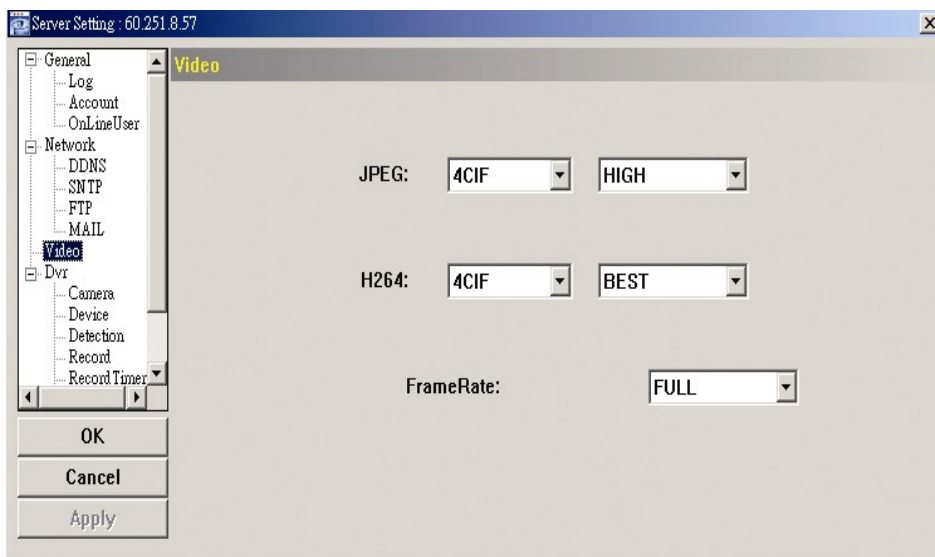 Server Setting : 60.251.8.57
General
Log
Account
OnLineUser
Network
DDNS
SNTP
FTP
MAIL
Video
Dvr
Camera
Device
Detection
Record
Record Timer
OK
Cancel
Apply
Video
JPEG: 4CIF HIGH
H264: 4CIF BEST
FrameRate: FULL